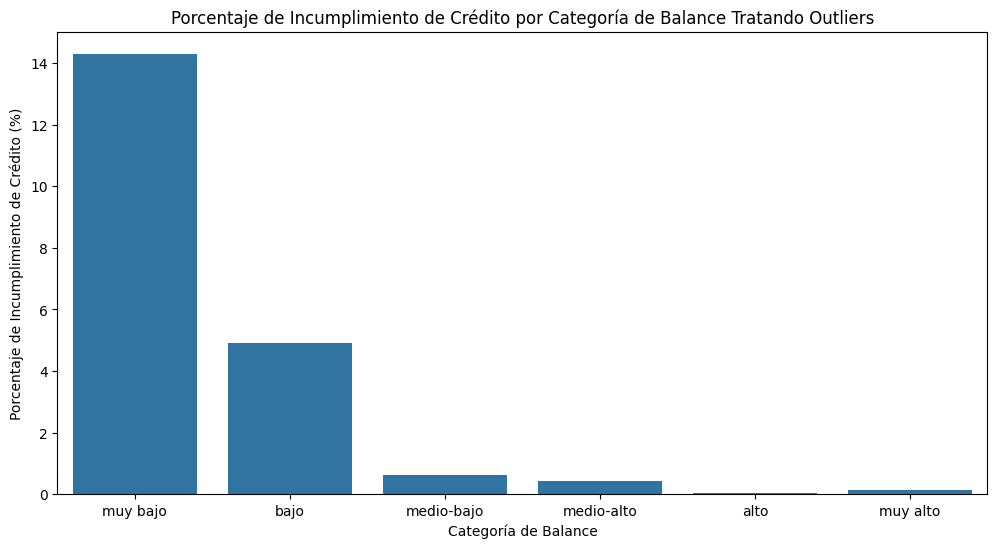 Porcentaje de Incumplimiento de Crédito por Categoría de Balance Tratando Outliers
Porcentaje de Incumplimiento de Crédito (%)
14
12
10
8
6
4
2
0
muy bajo
bajo
medio-bajo
medio-alto
alto
muy alto
Categoría de Balance